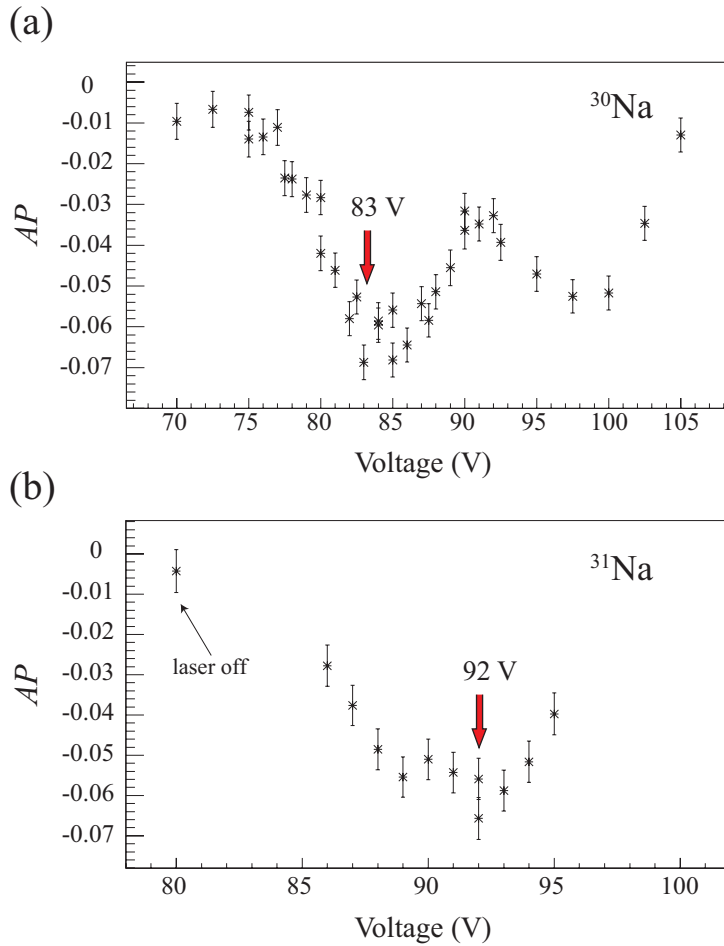 (a)
0
-0.01
-0.02
-0.03
-0.04
-0.05
-0.06
-0.07
AP
³⁰Na
83 V
70 75 80 85 90 95 100 105
Voltage (V)
(b)
0
-0.01
-0.02
-0.03
-0.04
-0.05
-0.06
-0.07
AP
³¹Na
laser off
92 V
80 85 90 95 100
Voltage (V)